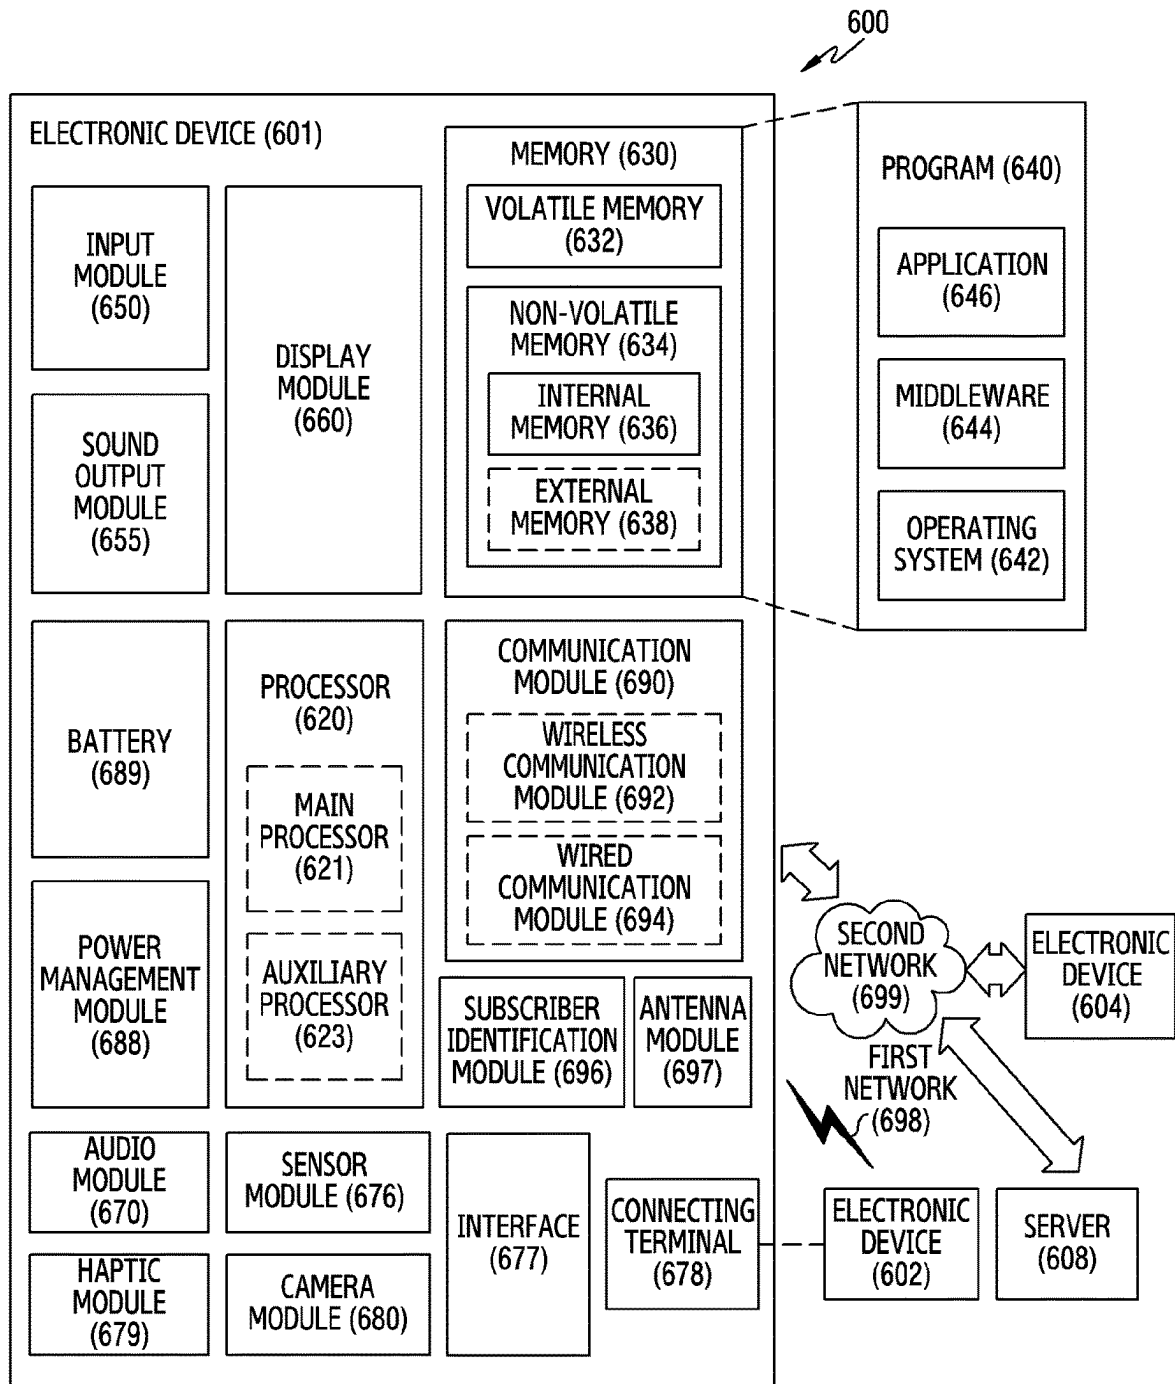 600
ELECTRONIC DEVICE (601)
INPUT
MODULE
(650)
SOUND
OUTPUT
MODULE
(655)
DISPLAY
MODULE
(660)
MEMORY (630)
VOLATILE MEMORY
(632)
NON-VOLATILE
MEMORY (634)
INTERNAL
MEMORY (636)
EXTERNAL
MEMORY (638)
PROGRAM (640)
APPLICATION
(646)
MIDDLEWARE
(644)
OPERATING
SYSTEM (642)
BATTERY
(689)
POWER
MANAGEMENT
MODULE
(688)
PROCESSOR
(620)
MAIN
PROCESSOR
(621)
AUXILIARY
PROCESSOR
(623)
COMMUNICATION
MODULE (690)
WIRELESS
COMMUNICATION
MODULE (692)
WIRED
COMMUNICATION
MODULE (694)
SUBSCRIBER
IDENTIFICATION
MODULE (696)
ANTENNA
MODULE
(697)
SECOND
NETWORK
(699)
ELECTRONIC
DEVICE
(604)
FIRST
NETWORK
(698)
AUDIO
MODULE
(670)
SENSOR
MODULE (676)
HAPTIC
MODULE
(679)
CAMERA
MODULE (680)
INTERFACE
(677)
CONNECTING
TERMINAL
(678)
ELECTRONIC
DEVICE
(602)
SERVER
(608)